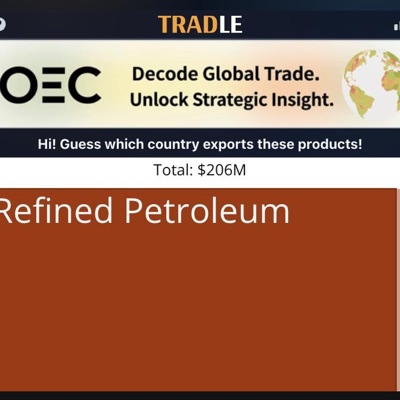 TRADLE
OEC
Decode Global Trade.
Unlock Strategic Insight.
Hi! Guess which country exports these products!
Total: $206M
Refined Petroleum